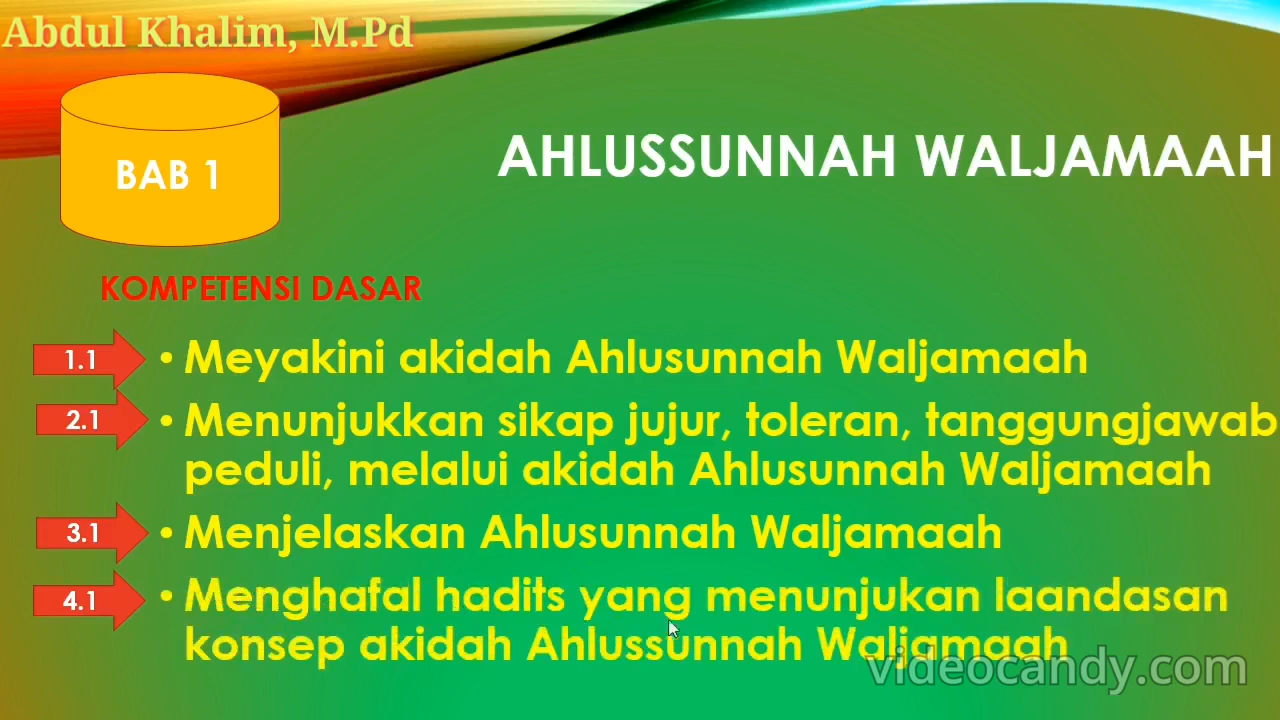 Abdul Khalim, M.Pd
BAB 1
AHLUSSUNNAH WALJAMAAH
KOMPETENSI DASAR
1.1 • Meyakini akidah Ahlusunnah Waljamaah
2.1 • Menunjukkan sikap jujur, toleran, tanggungjawab
peduli, melalui akidah Ahlusunnah Waljamaah
3.1 • Menjelaskan Ahlusunnah Waljamaah
4.1 • Menghafal hadits yang menunjukan laandasan
konsep akidah Ahlussunnah Waljamaah
videocandy.com